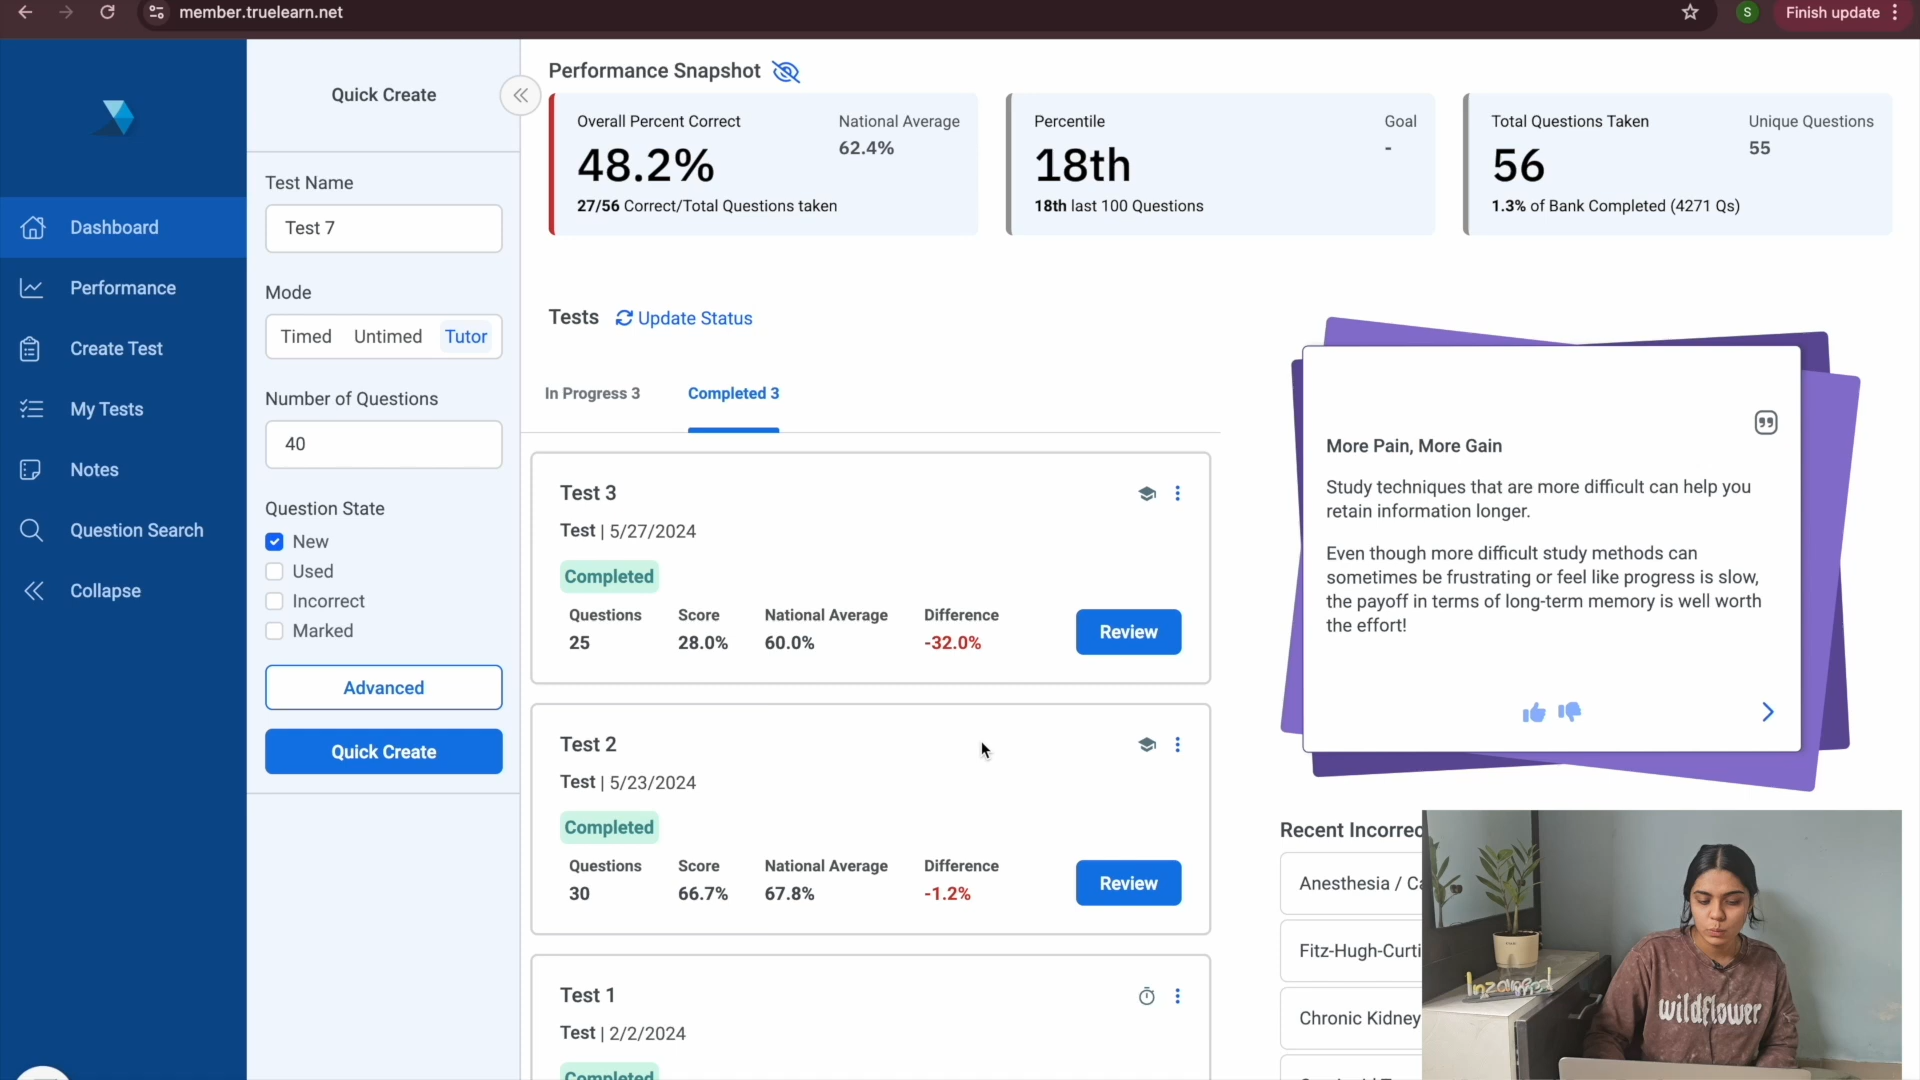 member.truelearn.net
S
Finish update
Dashboard
Performance
Create Test
My Tests
Notes
Question Search
Collapse
Quick Create
Test Name
Test 7
Mode
Timed Untimed Tutor
Number of Questions
40
Question State
New
Used
Incorrect
Marked
Advanced
Quick Create
Performance Snapshot
Overall Percent Correct
National Average
48.2%
62.4%
27/56 Correct/Total Questions taken
Percentile
Goal
18th
-
18th last 100 Questions
Total Questions Taken
Unique Questions
56
55
1.3% of Bank Completed (4271 Qs)
Tests
Update Status
In Progress 3
Completed 3
Test 3
Test | 5/27/2024
Completed
Questions Score National Average Difference
25 28.0% 60.0% -32.0%
Review
Test 2
Test | 5/23/2024
Completed
Questions Score National Average Difference
30 66.7% 67.8% -1.2%
Review
Test 1
Test | 2/2/2024
Completed
More Pain, More Gain
Study techniques that are more difficult can help you
retain information longer.
Even though more difficult study methods can
sometimes be frustrating or feel like progress is slow,
the payoff in terms of long-term memory is well worth
the effort!
Recent Incorrec
Anesthesia / Ca
Fitz-Hugh-Curti
Chronic Kidney
wildflower